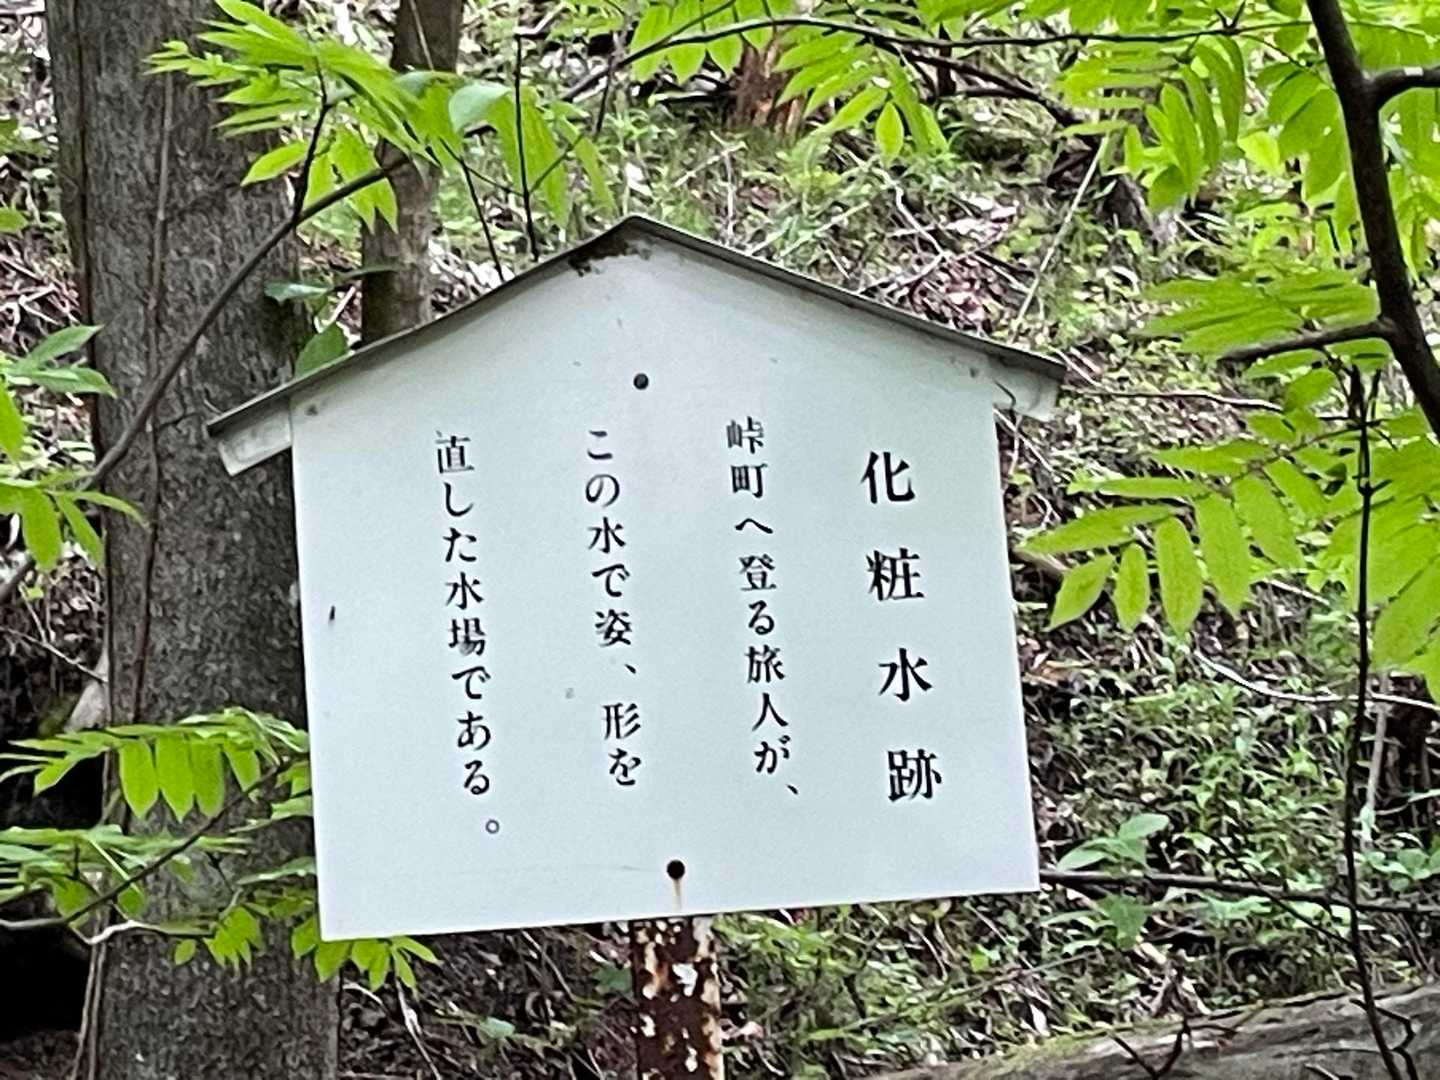 化粧水跡
峠町へ登る旅人が、
この水で姿、形を
直した水場である。